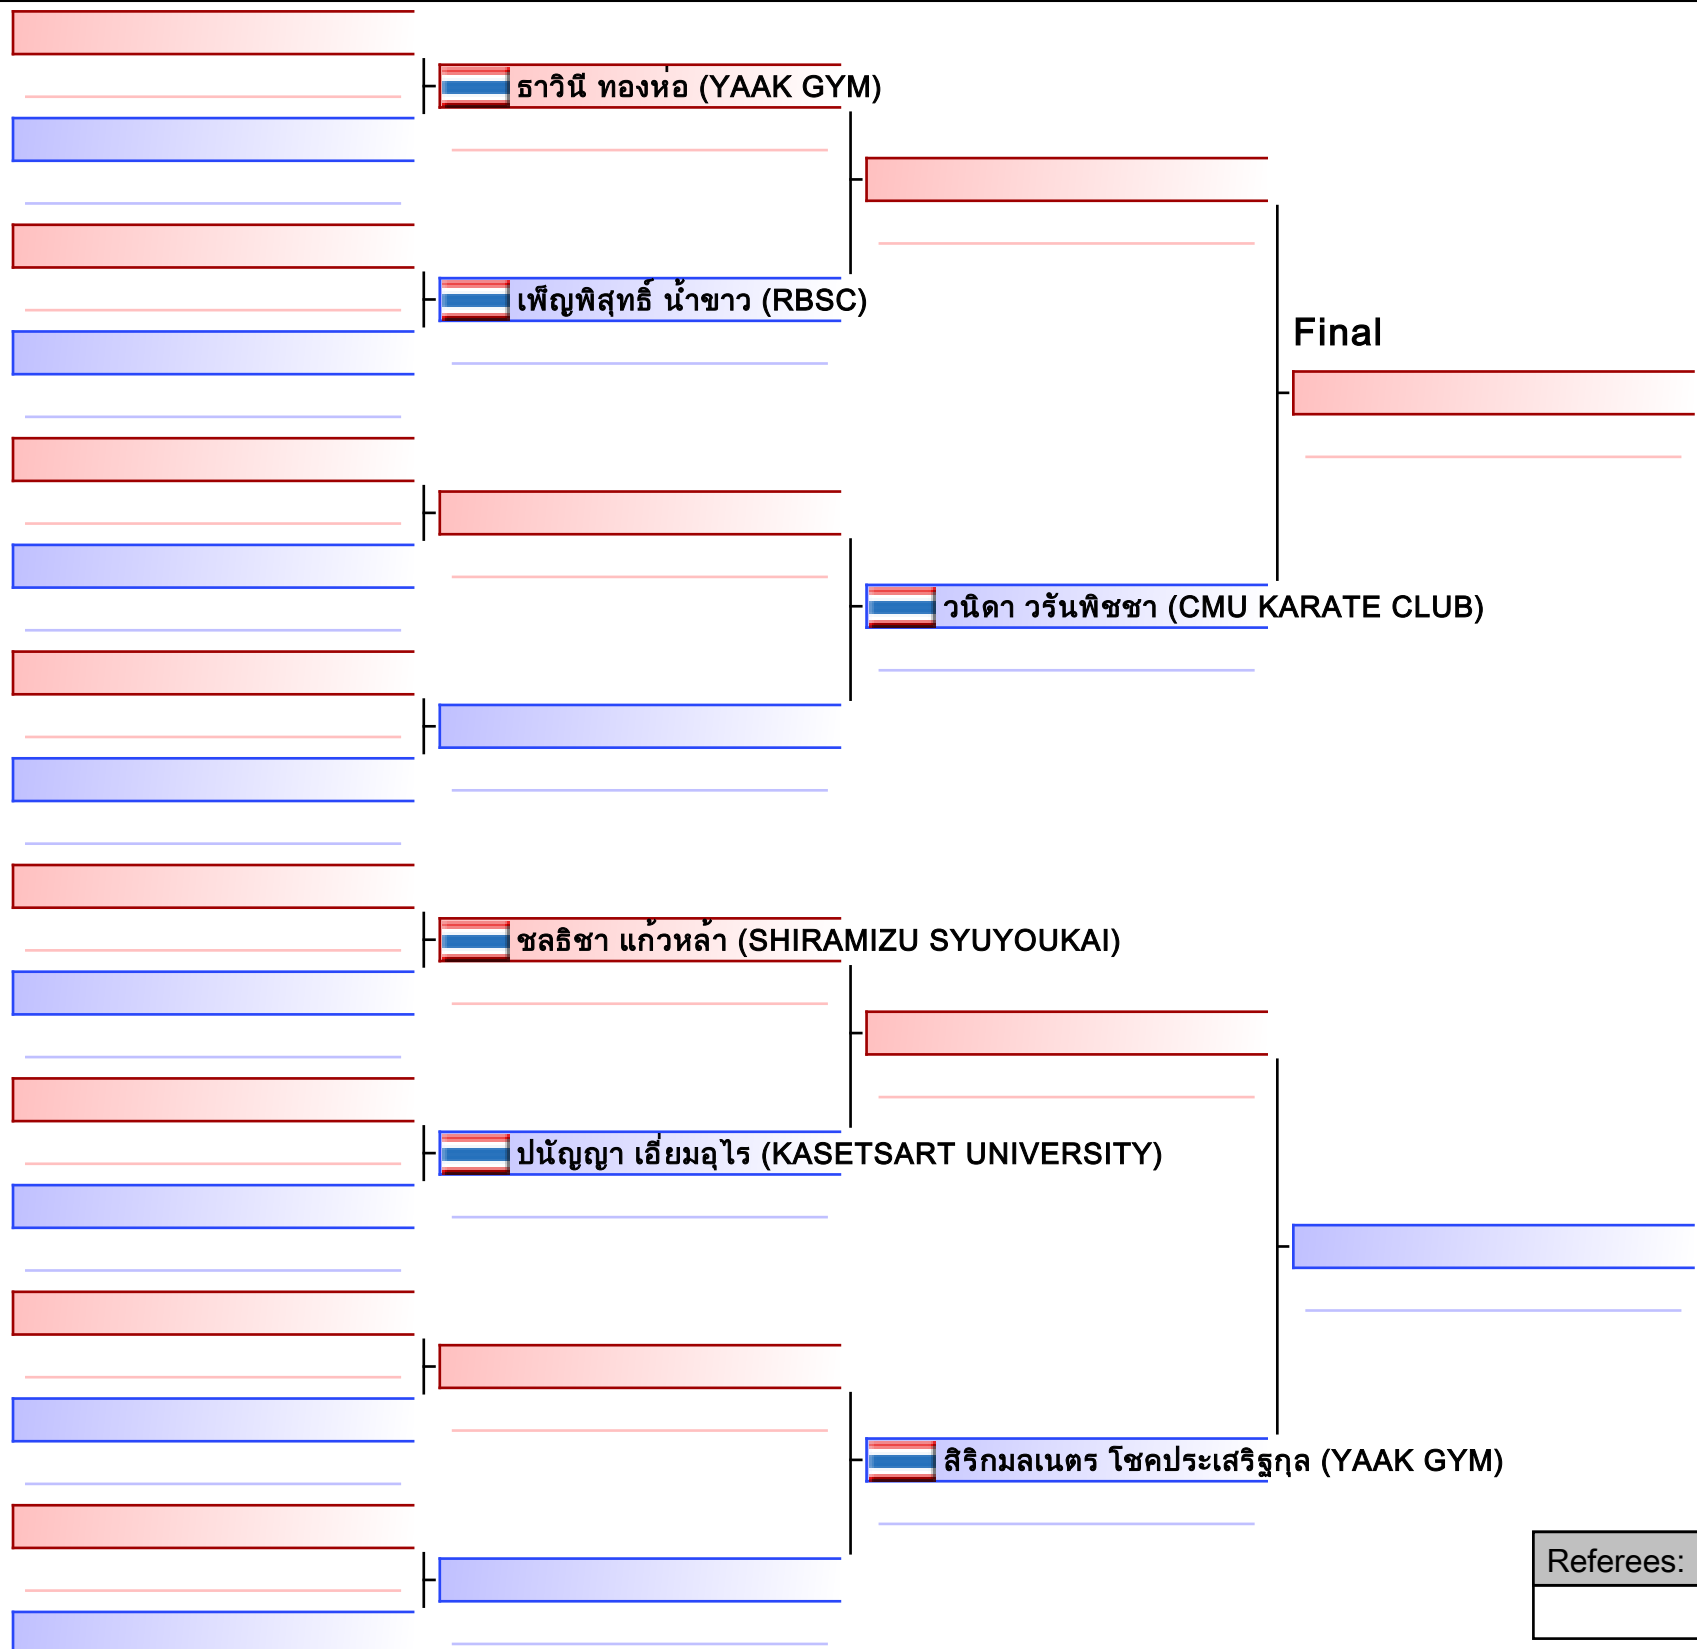 ธาวินี ทองห่อ (YAAK GYM)
เพ็ญพิสุทธิ์ น้ำขาว (RBSC)
Final
วนิดา วรันพิชชา (CMU KARATE CLUB)
ชลธิชา แก้วหล้า (SHIRAMIZU SYUYOUKAI)
ปนัญญา เอี่ยมอุไร (KASETSART UNIVERSITY)
สิริกมลเนตร โชคประเสริฐกุล (YAAK GYM)
Referees: